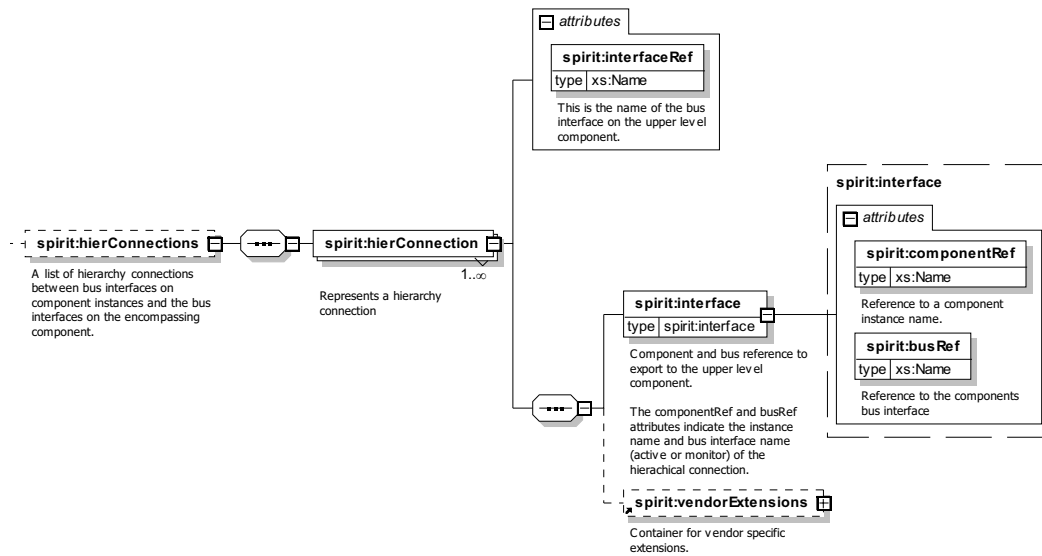 attributes
spirit:interfaceRef
type xs:Name
This is the name of the bus
interface on the upper level
component.
spirit:hierConnections
A list of hierarchy connections
between bus interfaces on
component instances and the bus
interfaces on the encompassing
component.
spirit:hierConnection
1..∞
Represents a hierarchy
connection
spirit:interface
type spirit:interface
Component and bus reference to
export to the upper level
component.
The componentRef and busRef
attributes indicate the instance
name and bus interface name
(active or monitor) of the
hierachical connection.
spirit:vendorExtensions
Container for vendor specific
extensions.
spirit:interface
attributes
spirit:componentRef
type xs:Name
Reference to a component
instance name.
spirit:busRef
type xs:Name
Reference to the components
bus interface